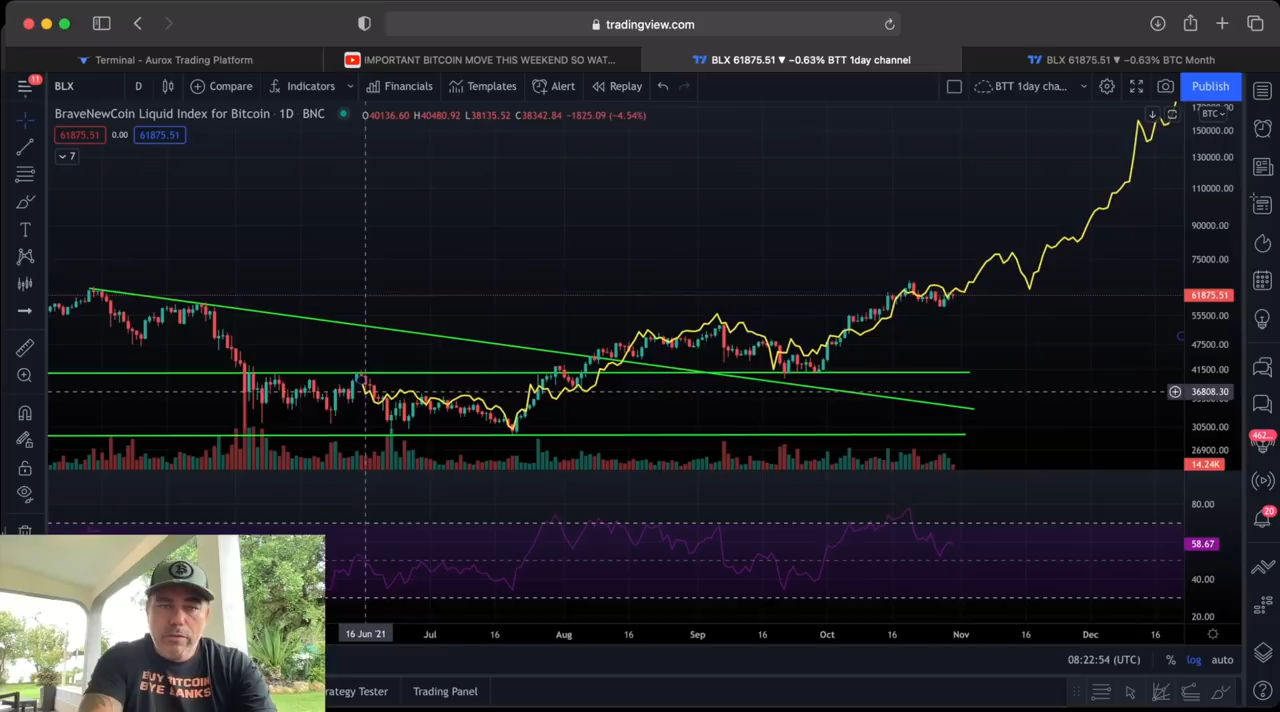 tradingview.com
Terminal - Aurox Trading Platform
IMPORTANT BITCOIN MOVE THIS WEEKEND SO WAT...
BLX 61875.51 ▼ −0.63% BTT 1day channel
BLX 61875.51 ▼ −0.63% BTC Month
11
BLX
D
Compare
Indicators
Financials
Templates
Alert
Replay
BTT 1day cha...
Publish
BraveNewCoin Liquid Index for Bitcoin · 1D · BNC
O40136.60 H40480.92 L38135.52 C38342.84 −1825.09 (−4.54%)
61875.51
0.00
61875.51
7
BTC
170000.00
150000.00
130000.00
110000.00
90000.00
75000.00
61875.51
55500.00
47500.00
41500.00
36808.30
30500.00
26900.00
14.24K
462...
20
80.00
58.67
40.00
20.00
16 Jun '21
Jul
16
Aug
16
Sep
16
Oct
16
Nov
16
Dec
16
08:22:54 (UTC)
%
log
auto
ategy Tester
Trading Panel
BUY BITCOIN
BYE BANKS